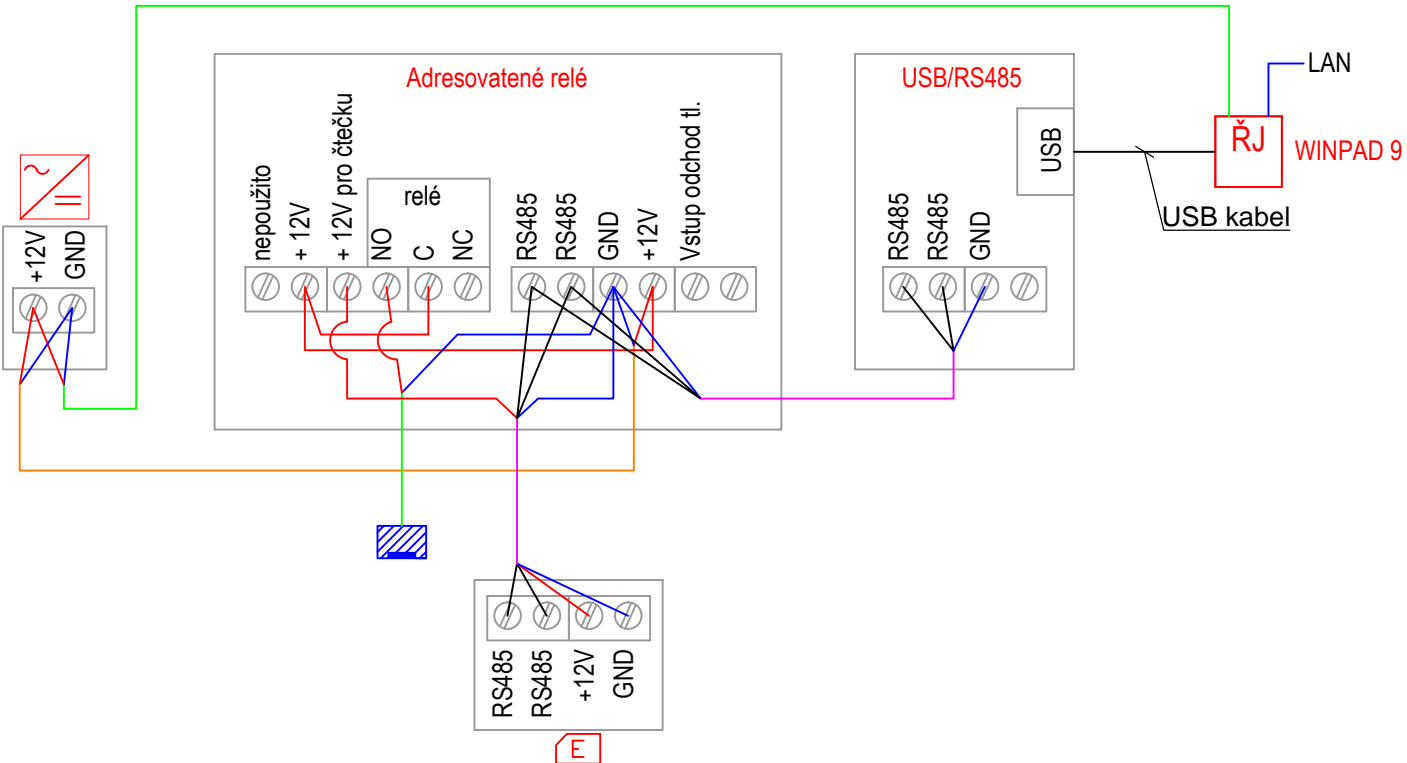 LAN
Adresovatené relé
USB/RS485
ŘJ
WINPAD 9
USB
USB kabel
+12V
GND
nepoužito
+ 12V
+ 12V pro čtečku
relé
NO
C
NC
RS485
RS485
GND
+12V
Vstup odchod tl.
RS485
RS485
GND
RS485
RS485
+12V
GND
E